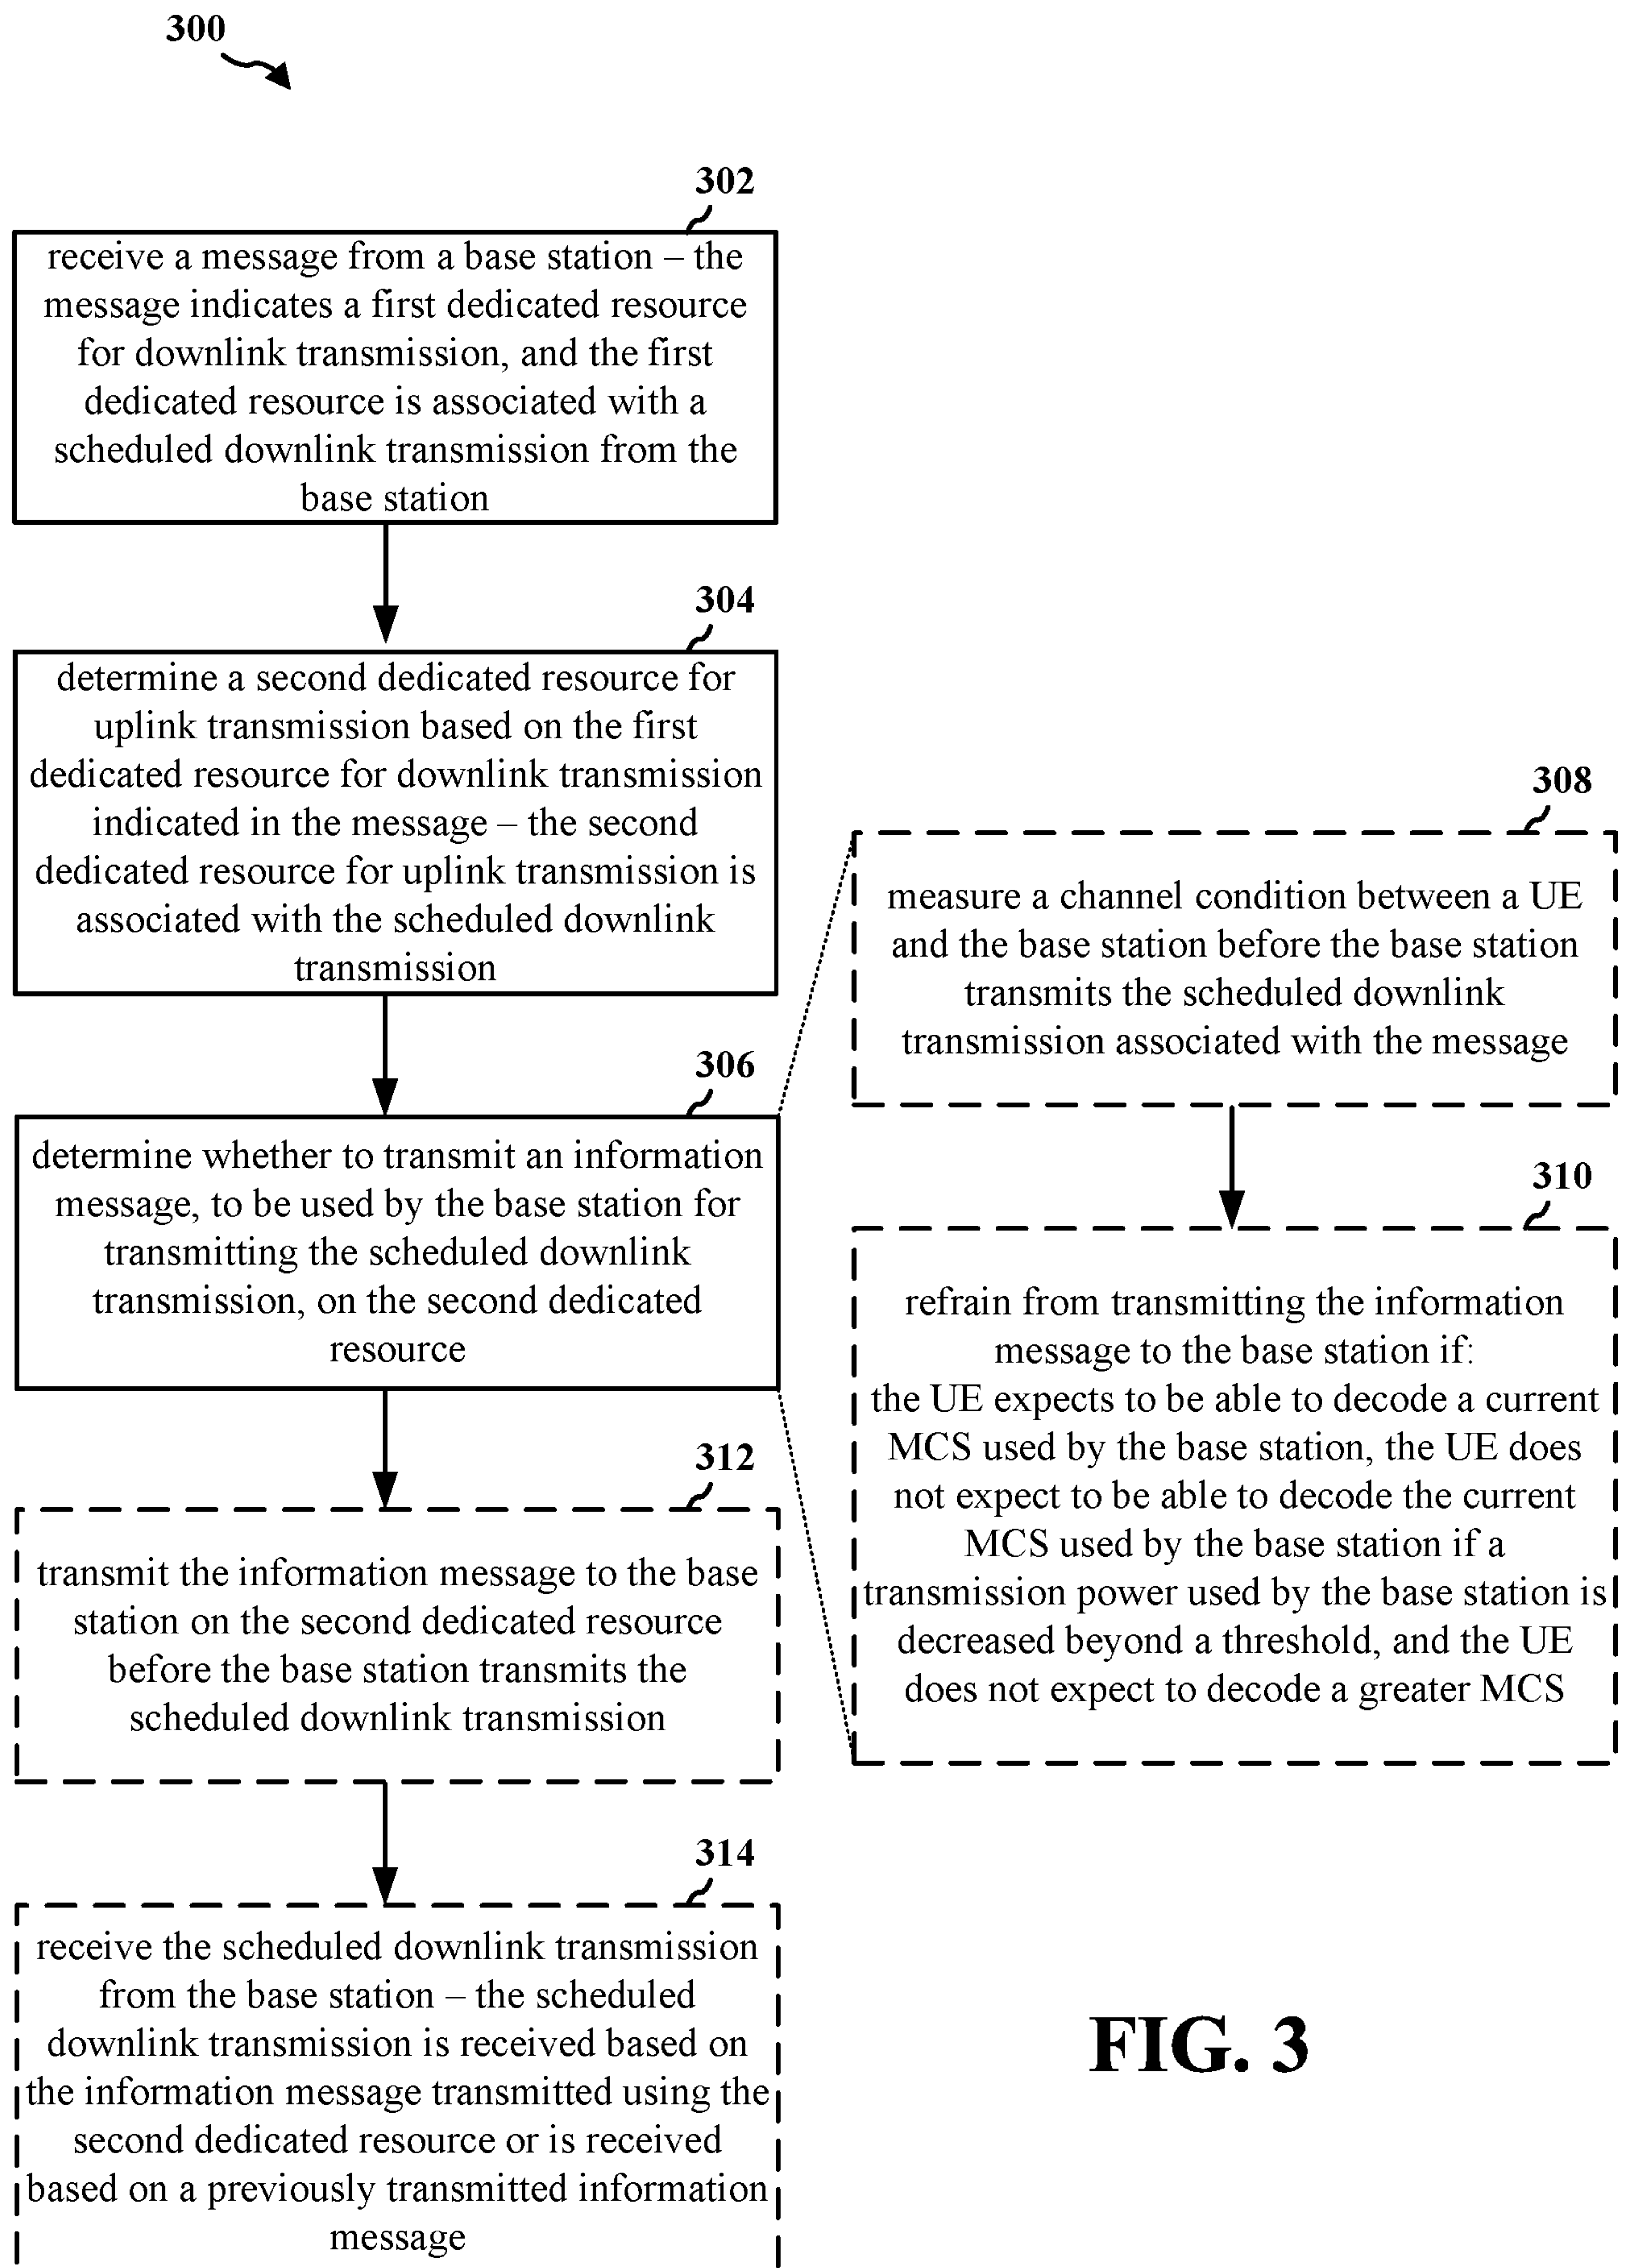 300
302
receive a message from a base station – the
message indicates a first dedicated resource
for downlink transmission, and the first
dedicated resource is associated with a
scheduled downlink transmission from the
base station
304
determine a second dedicated resource for
uplink transmission based on the first
dedicated resource for downlink transmission
indicated in the message – the second
dedicated resource for uplink transmission is
associated with the scheduled downlink
transmission
306
determine whether to transmit an information
message, to be used by the base station for
transmitting the scheduled downlink
transmission, on the second dedicated
resource
308
measure a channel condition between a UE
and the base station before the base station
transmits the scheduled downlink
transmission associated with the message
310
refrain from transmitting the information
message to the base station if:
the UE expects to be able to decode a current
MCS used by the base station, the UE does
not expect to be able to decode the current
MCS used by the base station if a
transmission power used by the base station is
decreased beyond a threshold, and the UE
does not expect to decode a greater MCS
312
transmit the information message to the base
station on the second dedicated resource
before the base station transmits the
scheduled downlink transmission
314
receive the scheduled downlink transmission
from the base station – the scheduled
downlink transmission is received based on
the information message transmitted using the
second dedicated resource or is received
based on a previously transmitted information
message
FIG. 3